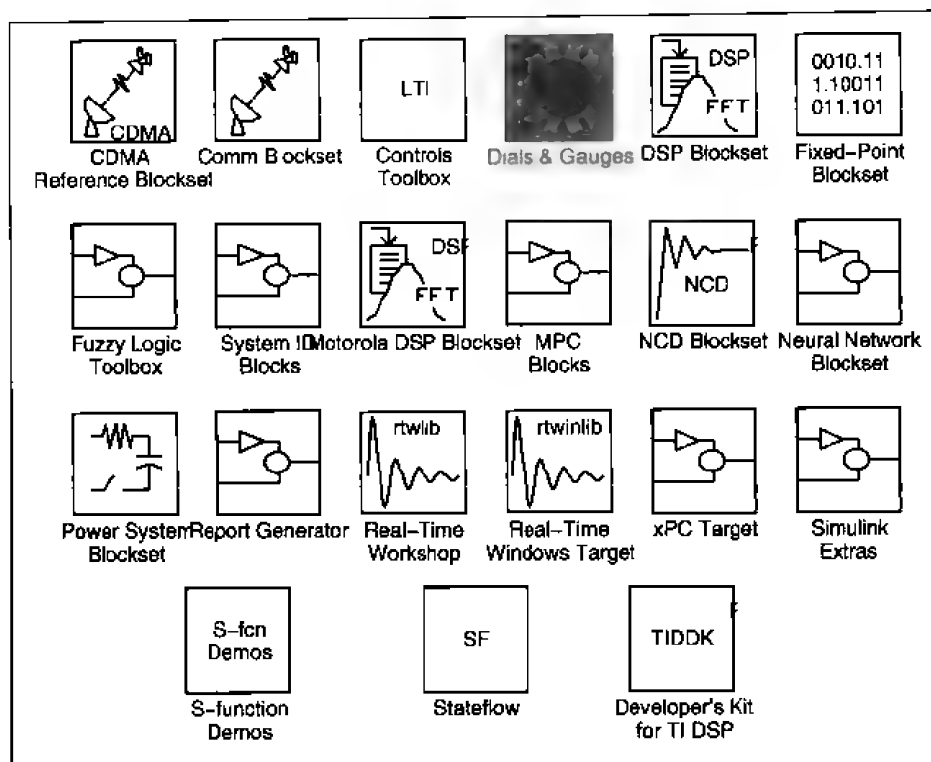 CDMA
CDMA
Reference Blockset
Comm Blockset
LTI
Controls
Toolbox
Dials & Gauges
DSP
FFT
DSP Blockset
0010.11
1.10011
011.101
Fixed-Point
Blockset
Fuzzy Logic
Toolbox
System ID
Blocks
DSP
FFT
Motorola DSP Blockset
MPC
Blocks
NCD
NCD Blockset
Neural Network
Blockset
Power System
Blockset
Report Generator
rtwlib
Real-Time
Workshop
rtwinlib
Real-Time
Windows Target
xPC Target
Simulink
Extras
S-fcn
Demos
S-function
Demos
SF
Stateflow
TIDDK
Developer's Kit
for TI DSP